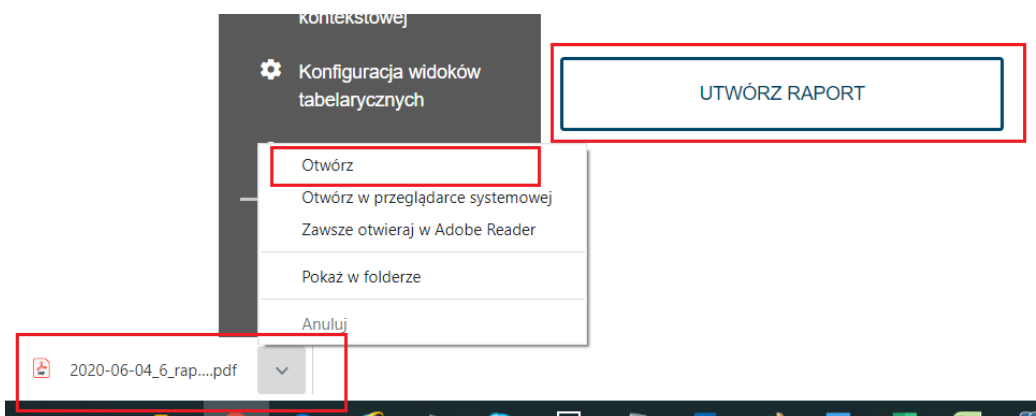 kontekstowej
Konfiguracja widoków
tabelarycznych
UTWÓRZ RAPORT
Otwórz
Otwórz w przeglądarce systemowej
Zawsze otwieraj w Adobe Reader
Pokaż w folderze
Anuluj
2020-06-04_6_rap....pdf